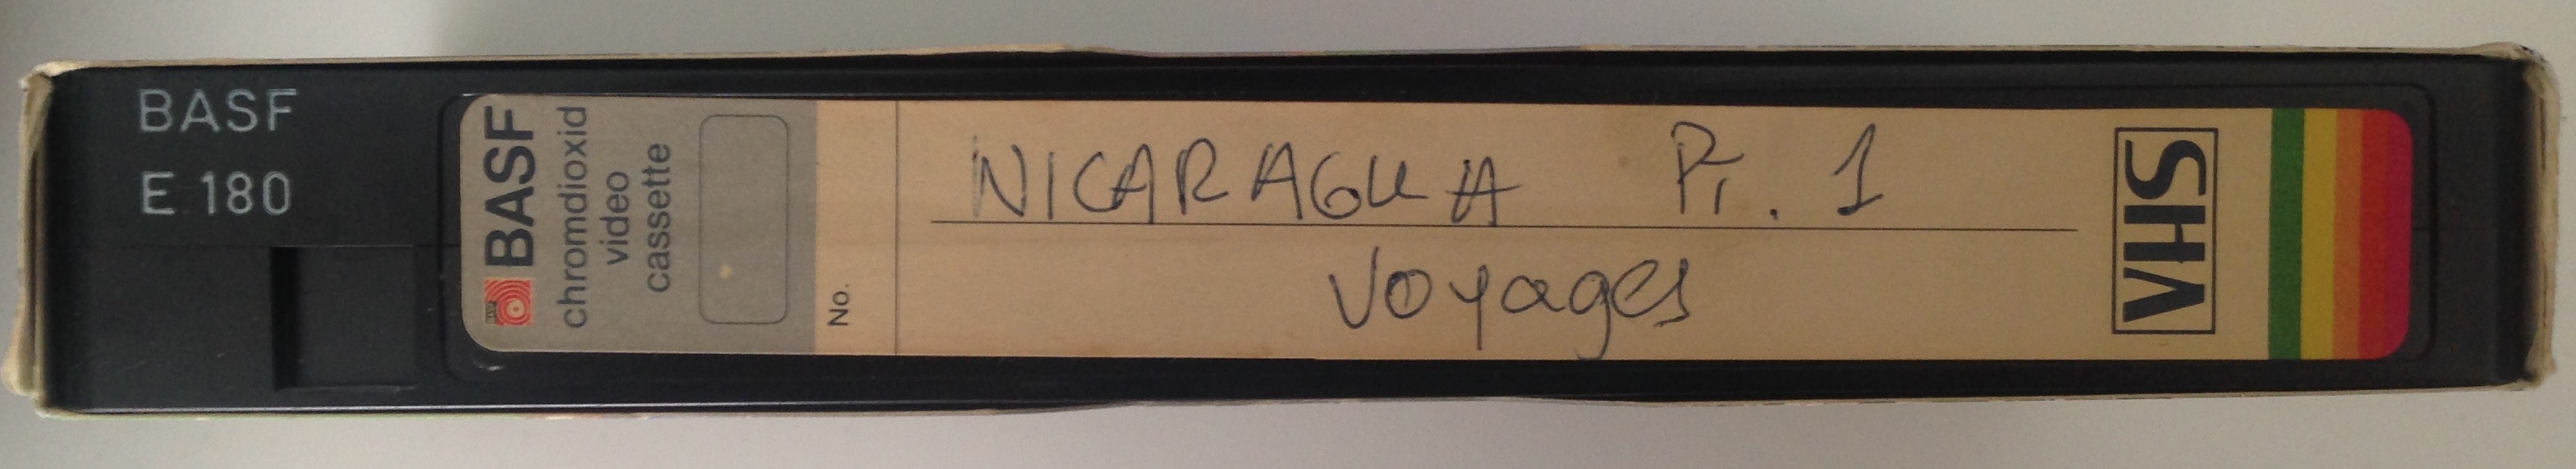 BASF
E 180
BASF
chromdioxid
video
cassette
No.
NICARAGUA Pt. 1
Voyages
VHS